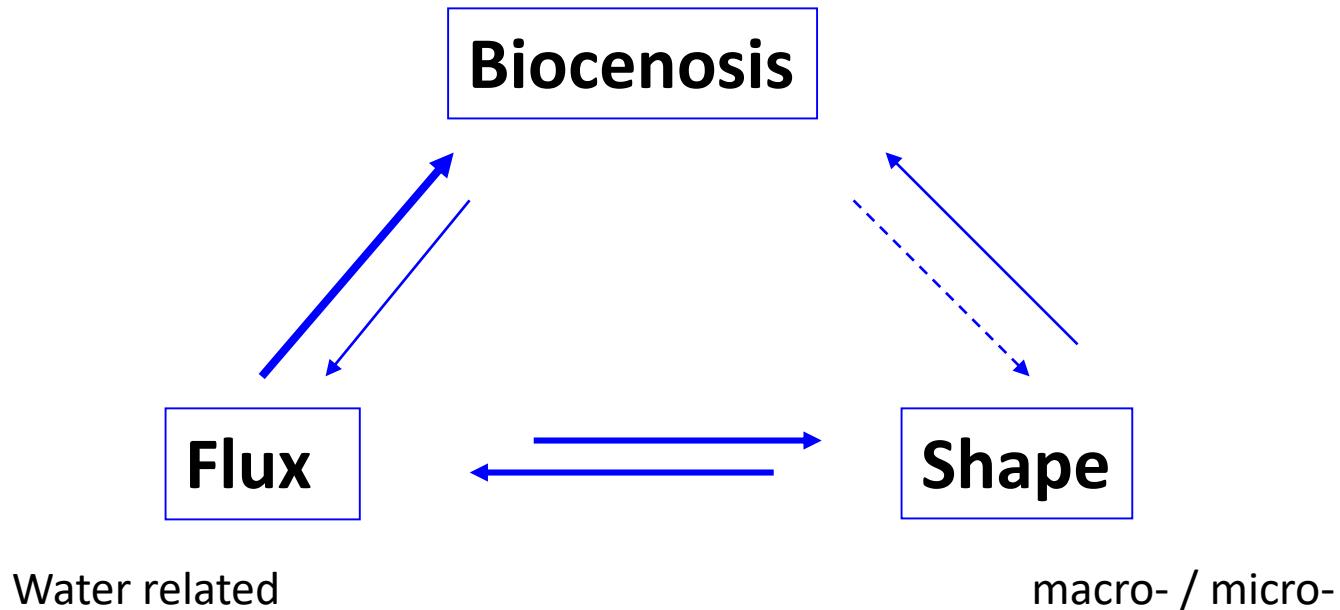 Biocenosis
Flux
Shape
Water related
macro- / micro-